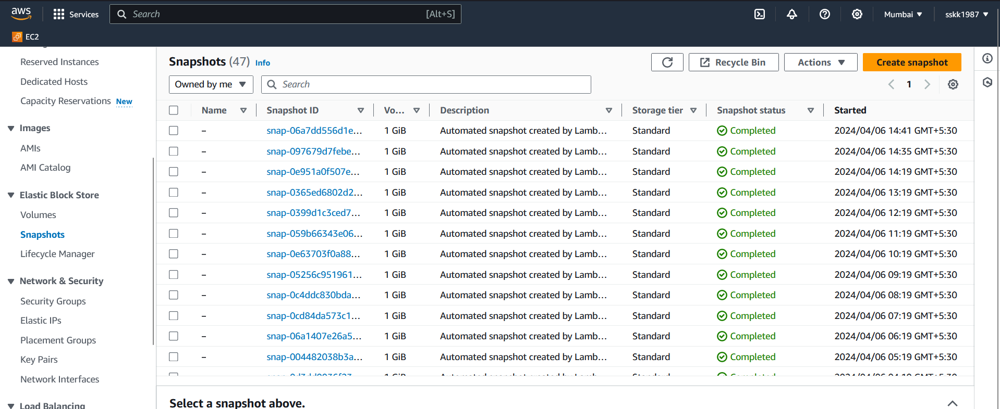 aws Services Search [Alt+S] Mumbai ▼ sskk1987 ▼
EC2
Reserved Instances
Dedicated Hosts
Capacity Reservations New
Images
AMIs
AMI Catalog
Elastic Block Store
Volumes
Snapshots
Lifecycle Manager
Network & Security
Security Groups
Elastic IPs
Placement Groups
Key Pairs
Network Interfaces
Load Balancing
Snapshots (47) Info Recycle Bin Actions Create snapshot
Owned by me Search 1
Name Snapshot ID Vo... Description Storage tier Snapshot status Started
– snap-06a7dd556d1e... 1 GiB Automated snapshot created by Lamb... Standard Completed 2024/04/06 14:41 GMT+5:30
– snap-097679d7febe... 1 GiB Automated snapshot created by Lamb... Standard Completed 2024/04/06 14:35 GMT+5:30
– snap-0e951a0f507e... 1 GiB Automated snapshot created by Lamb... Standard Completed 2024/04/06 14:19 GMT+5:30
– snap-0365ed6802d2... 1 GiB Automated snapshot created by Lamb... Standard Completed 2024/04/06 13:19 GMT+5:30
– snap-0399d1c3ced7... 1 GiB Automated snapshot created by Lamb... Standard Completed 2024/04/06 12:19 GMT+5:30
– snap-059b66343e06... 1 GiB Automated snapshot created by Lamb... Standard Completed 2024/04/06 11:19 GMT+5:30
– snap-0e63703f0a88... 1 GiB Automated snapshot created by Lamb... Standard Completed 2024/04/06 10:19 GMT+5:30
– snap-05256c951961... 1 GiB Automated snapshot created by Lamb... Standard Completed 2024/04/06 09:19 GMT+5:30
– snap-0c4ddc830bda... 1 GiB Automated snapshot created by Lamb... Standard Completed 2024/04/06 08:19 GMT+5:30
– snap-0cd84da573c1... 1 GiB Automated snapshot created by Lamb... Standard Completed 2024/04/06 07:19 GMT+5:30
– snap-06a1407e26a5... 1 GiB Automated snapshot created by Lamb... Standard Completed 2024/04/06 06:19 GMT+5:30
– snap-004482038b3a... 1 GiB Automated snapshot created by Lamb... Standard Completed 2024/04/06 05:19 GMT+5:30
Select a snapshot above.